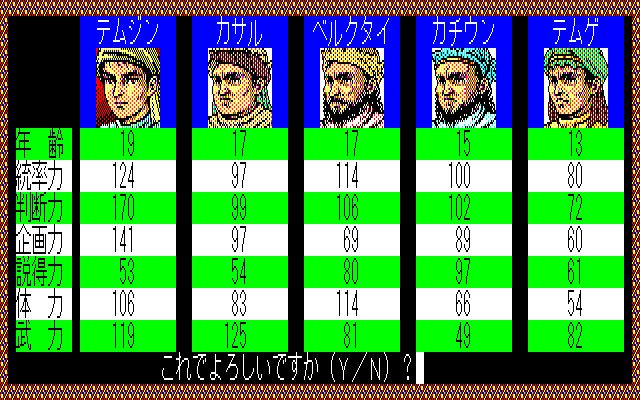 テムジン カサル ベルクタイ カチウン テムゲ
年齢 19 17 17 15 13
統率力 124 97 114 100 80
判断力 170 99 106 102 72
企画力 141 97 69 89 60
説得力 53 54 80 97 61
体力 106 83 114 66 54
武力 119 125 81 49 82
これでよろしいですか(Y/N)?